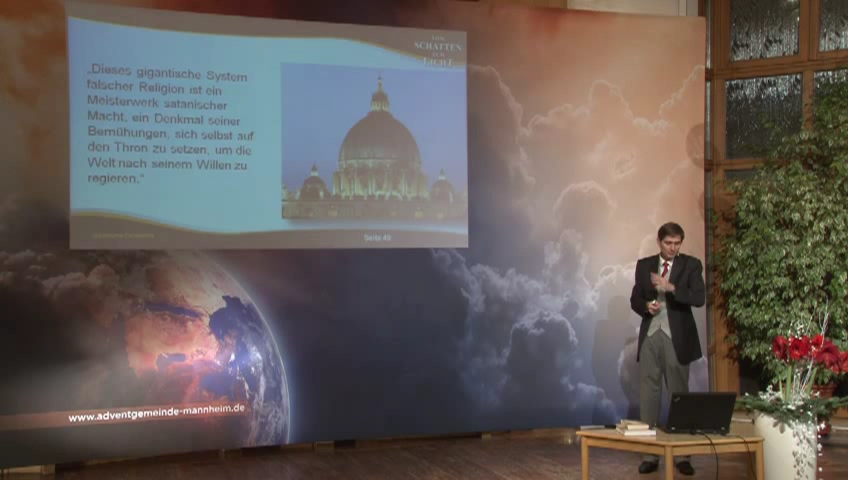 VOM
SCHATTEN
ZUM
LICHT
„Dieses gigantische System
falscher Religion ist ein
Meisterwerk satanischer
Macht, ein Denkmal seiner
Bemühungen, sich selbst auf
den Thron zu setzen, um die
Welt nach seinem Willen zu
regieren.“
Seite 49
www.adventgemeinde-mannheim.de